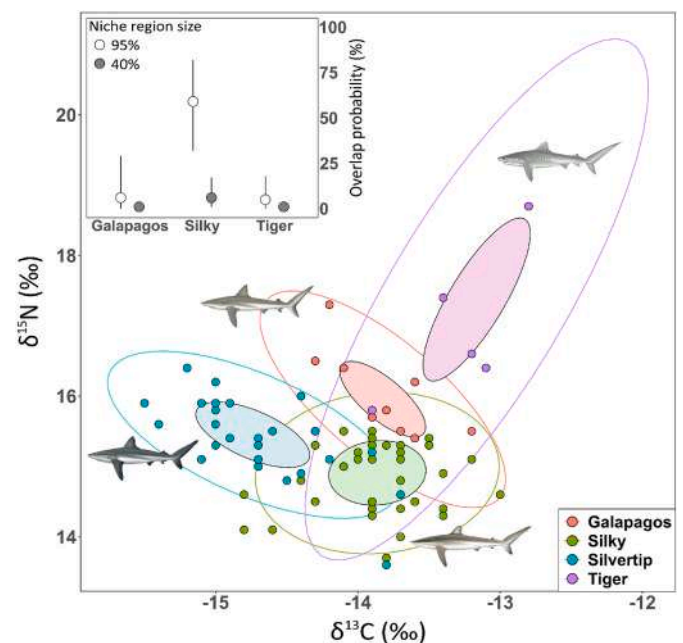 Niche region size
95%
40%
100
75
50
25
0
Overlap probability (%)
Galapagos Silky Tiger
20
18
16
14
δ15N (‰)
-15 -14 -13 -12
δ13C (‰)
Galapagos
Silky
Silvertip
Tiger